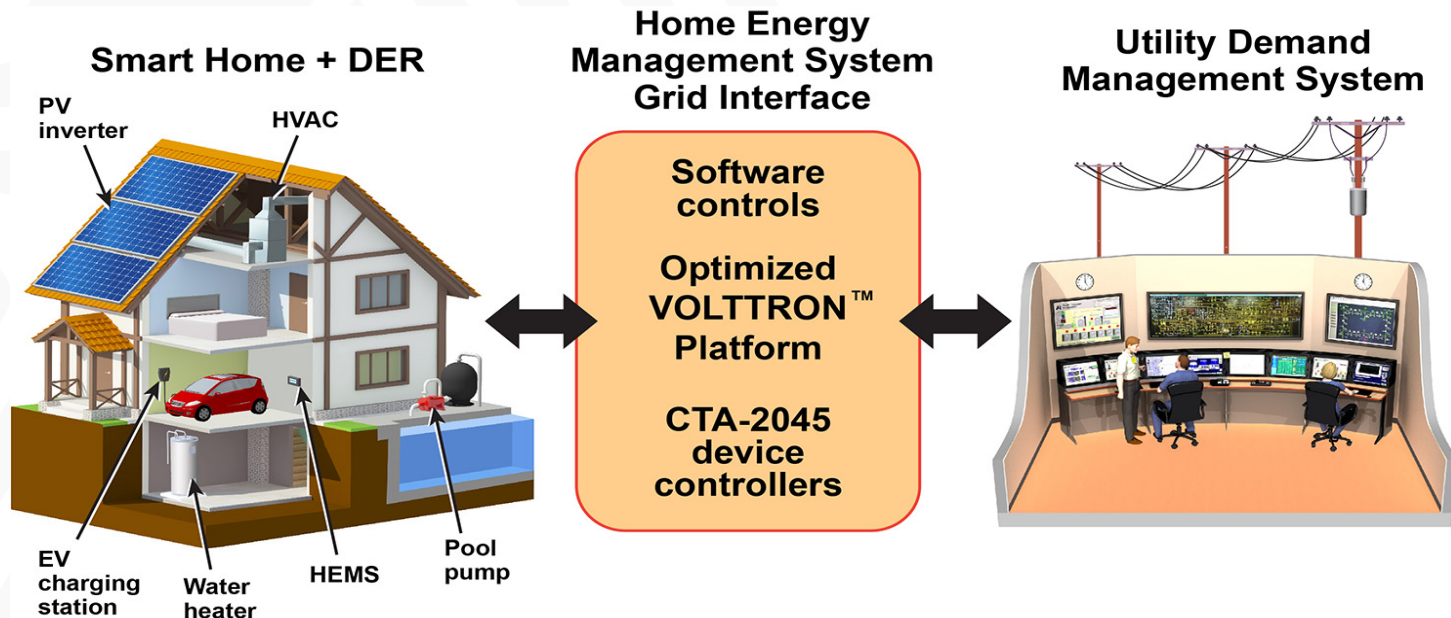 Smart Home + DER
PV
inverter
HVAC
EV
charging
station
Water
heater
HEMS
Pool
pump
Home Energy
Management System
Grid Interface
Software
controls
Optimized
VOLTTRON™
Platform
CTA-2045
device
controllers
Utility Demand
Management System